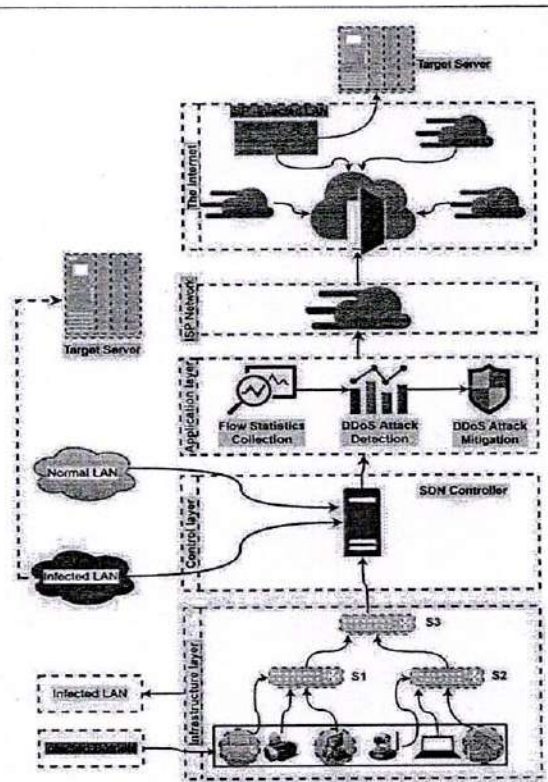 Target Server
The Internet
Target Server
ISP Network
Application layer
Flow Statistics
Collection
DDoS Attack
Detection
DDoS Attack
Mitigation
Normal LAN
Control layer
SDN Controller
Infected LAN
Infrastructure layer
S3
S1
S2
Infected LAN